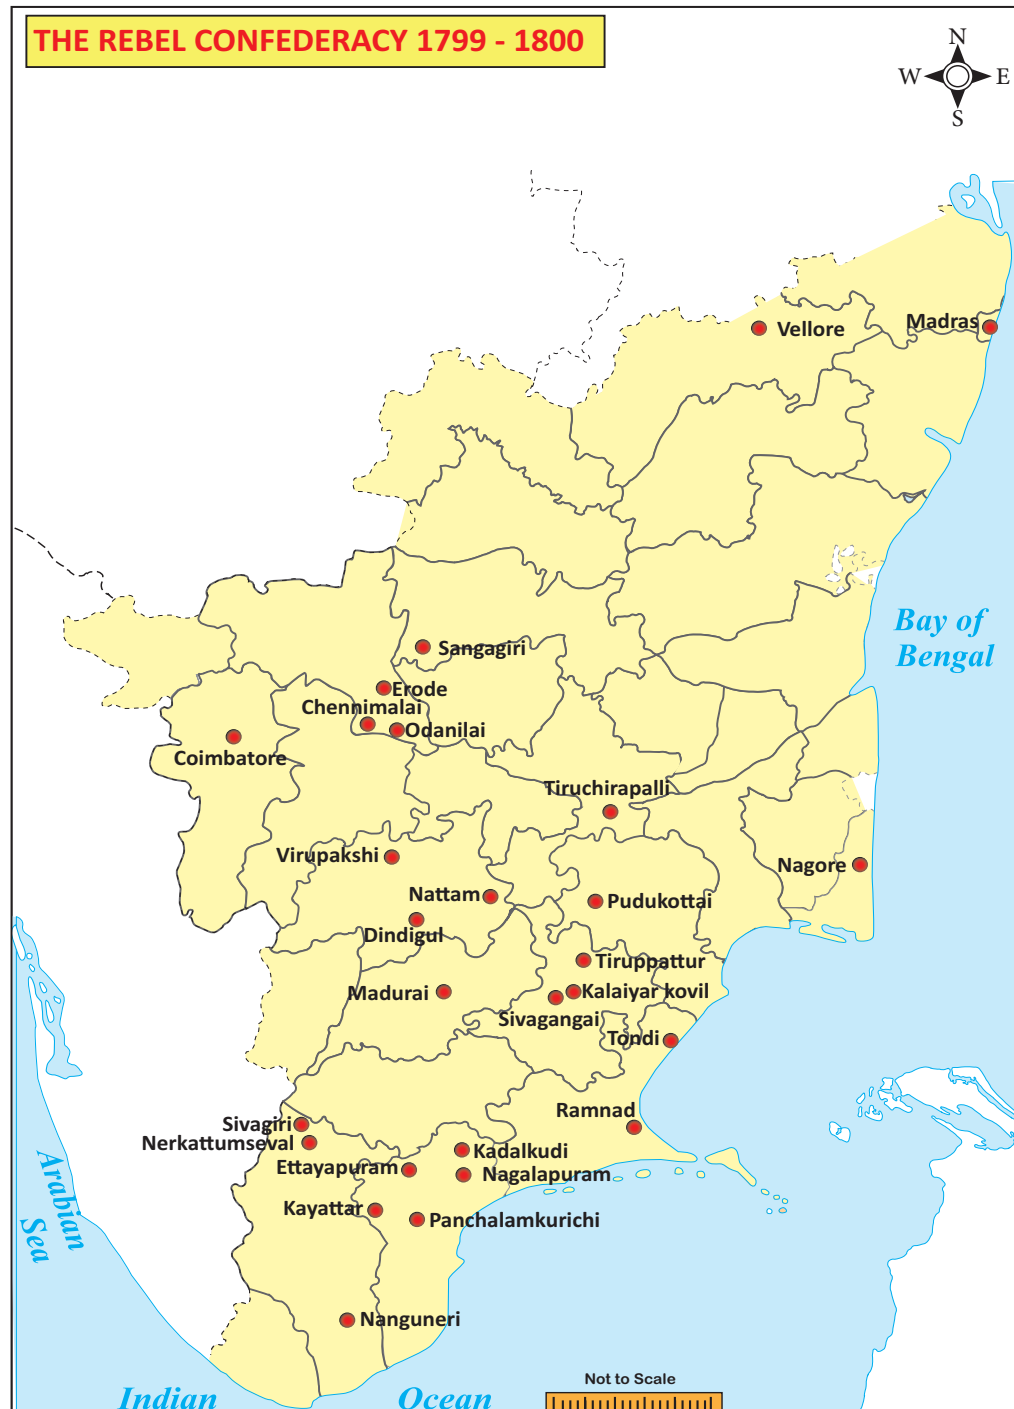 THE REBEL CONFEDERACY 1799 - 1800
N
W
E
S
Vellore
Madras
Bay of
Bengal
Sangagiri
Erode
Chennimalai
Odanilai
Coimbatore
Tiruchirapalli
Virupakshi
Nagore
Nattam
Pudukottai
Dindigul
Tiruppattur
Madurai
Kalaiyar kovil
Sivagangai
Tondi
Ramnad
Sivagiri
Nerkattumseval
Kadalkudi
Ettayapuram
Nagalapuram
Arabian
Sea
Kayattar
Panchalamkurichi
Nanguneri
Not to Scale
Indian
Ocean